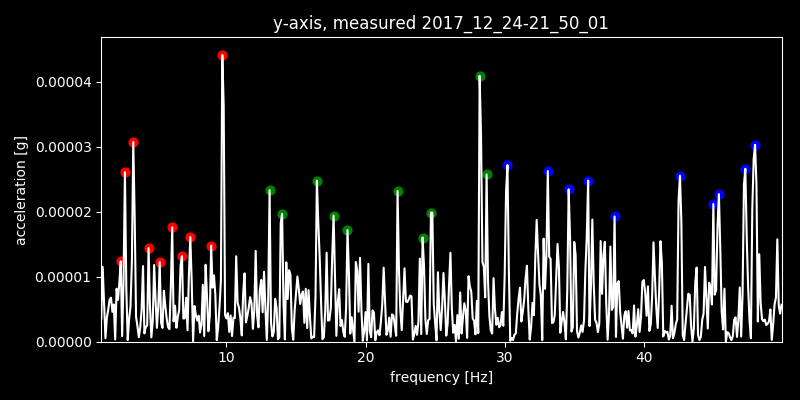 y-axis, measured 2017_12_24-21_50_01
acceleration [g]
0.00004
0.00003
0.00002
0.00001
0.00000
10 20 30 40
frequency [Hz]